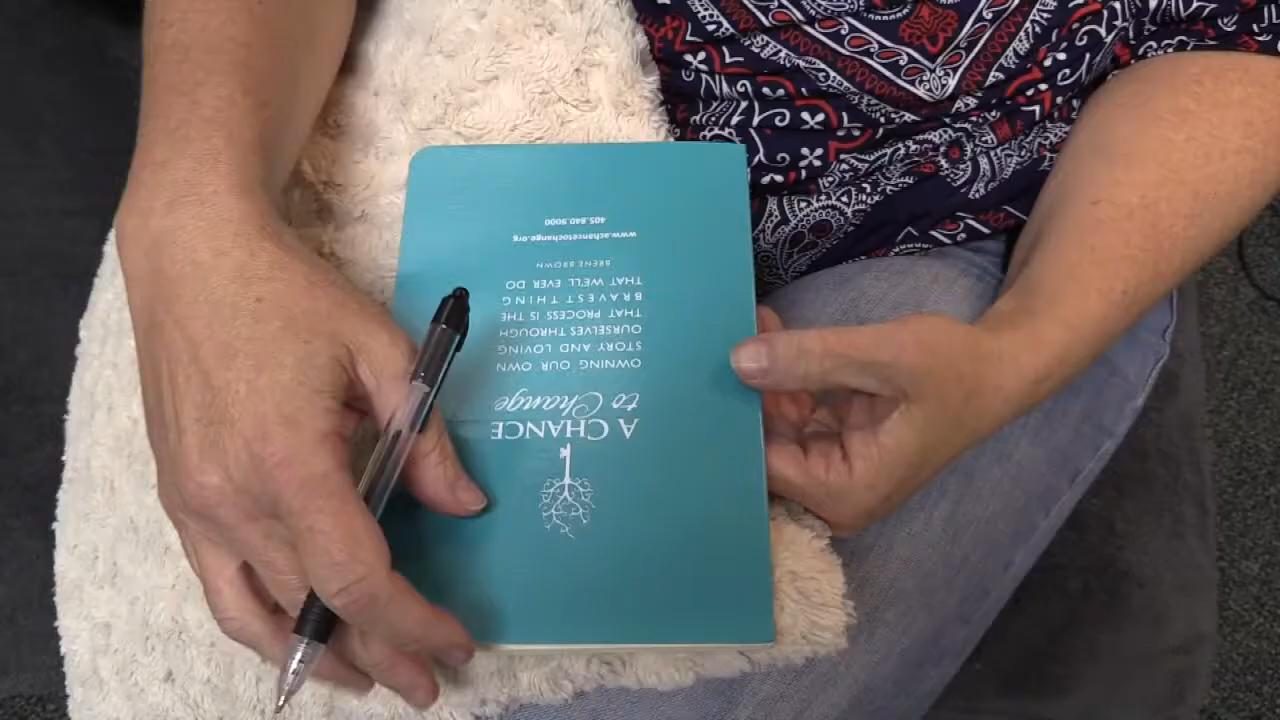 A CHANCE
to Change
OWNING OUR OWN
STORY AND LOVING
OURSELVES THROUGH
THAT PROCESS IS THE
BRAVEST THING
THAT WE'LL EVER DO
BRENE BROWN
www.achancetochange.org
405.840.9000